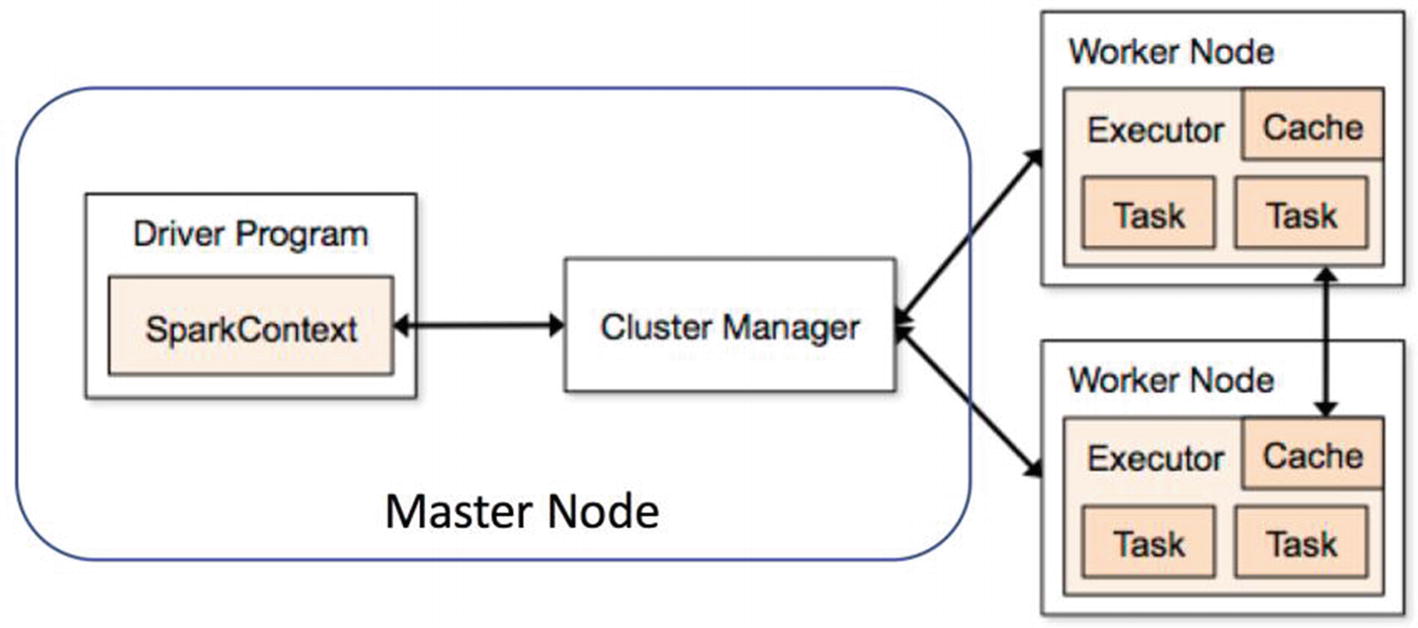 Driver Program
SparkContext
Cluster Manager
Master Node
Worker Node
Executor
Cache
Task
Task
Worker Node
Executor
Cache
Task
Task